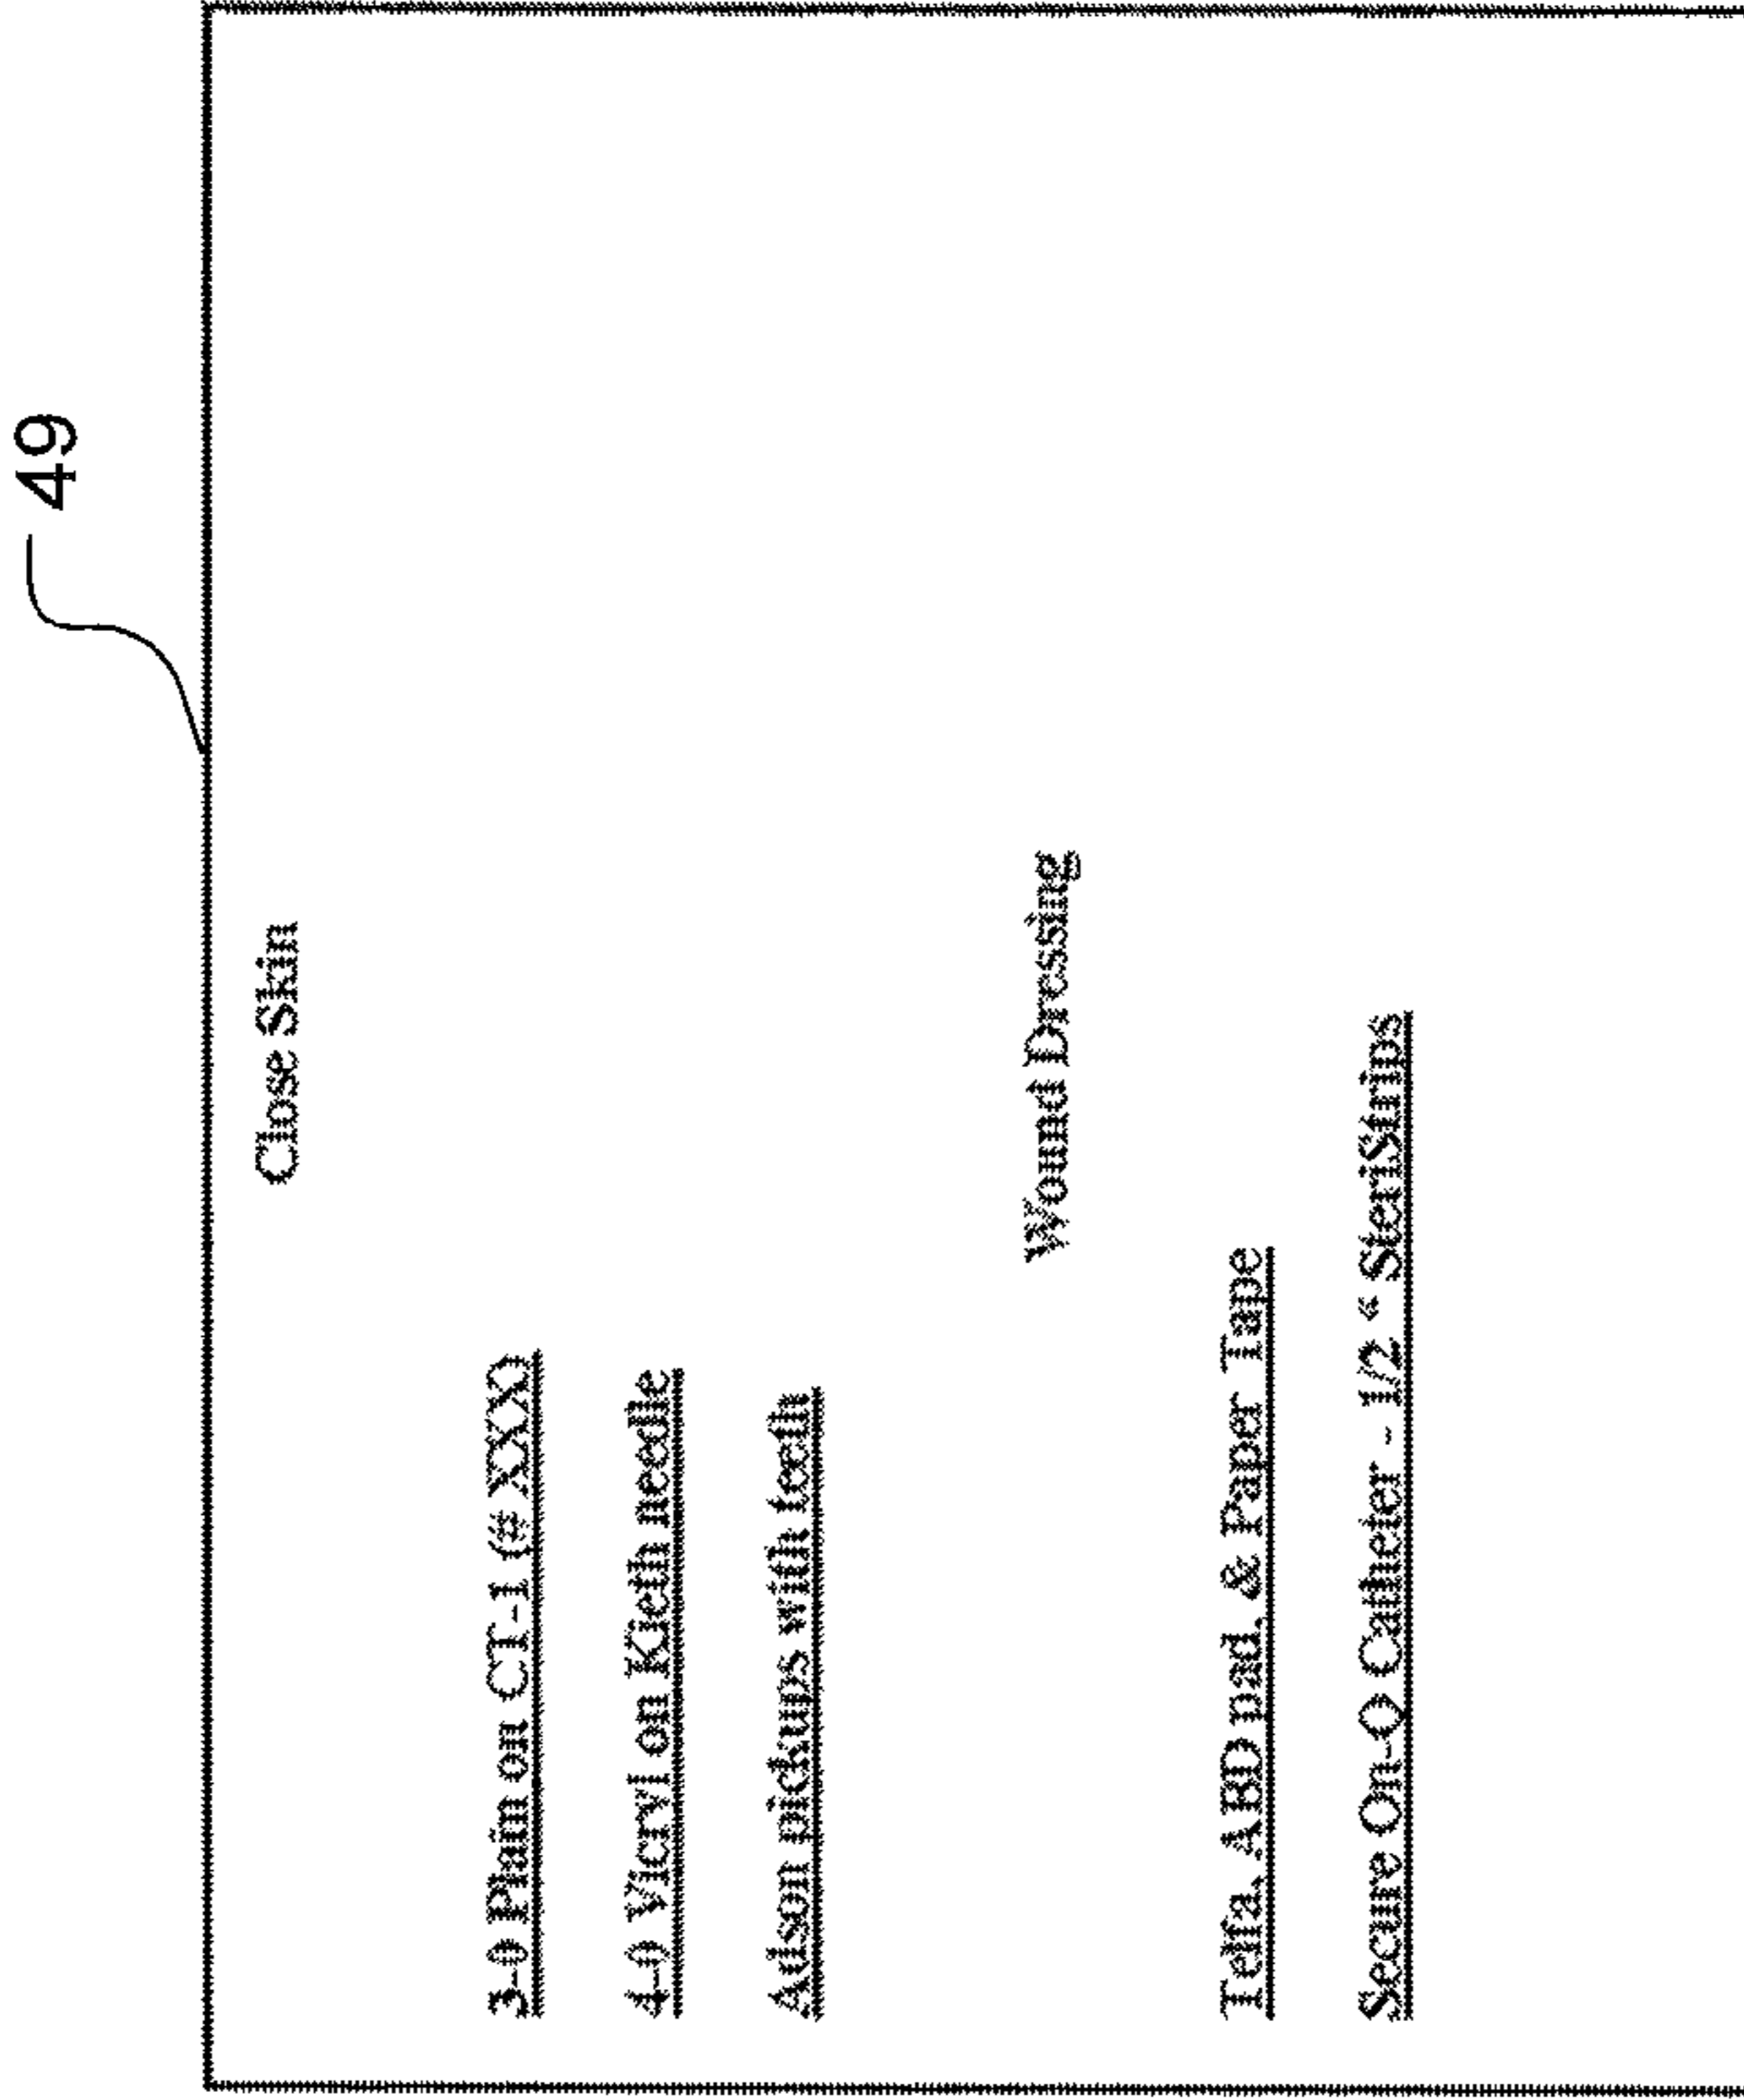 49
Close Skin
3-0 Plain on CT-1 (# XXX)
4-0 Vicryl on Kieth needle
Adson pickups with teeth
Wound Dressing
Telfa, ABD pad, & Paper Tape
Secure On-Q Catheter - 1/2 “ SteriStrips